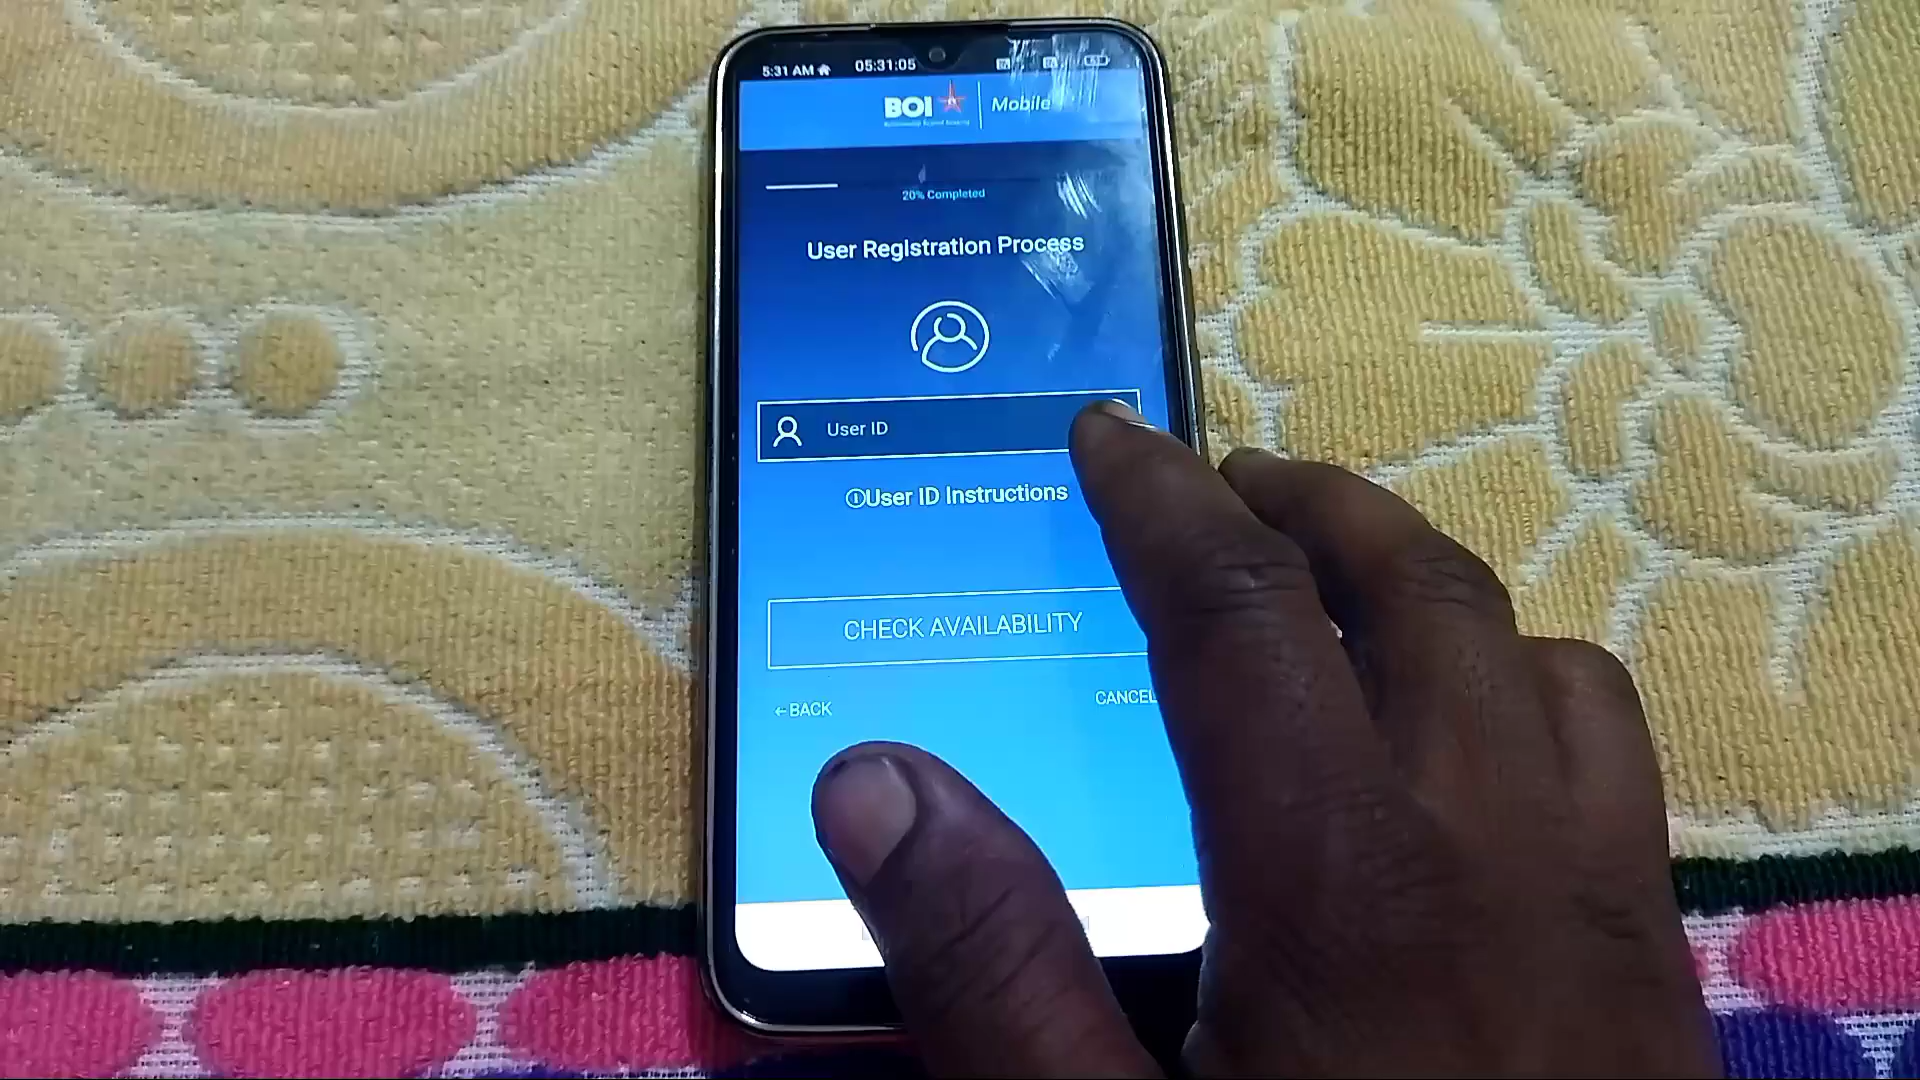 5:31 AM 05:31:05
BOI Mobile
20% Completed
User Registration Process
User ID
User ID Instructions
CHECK AVAILABILITY
←BACK CANCEL